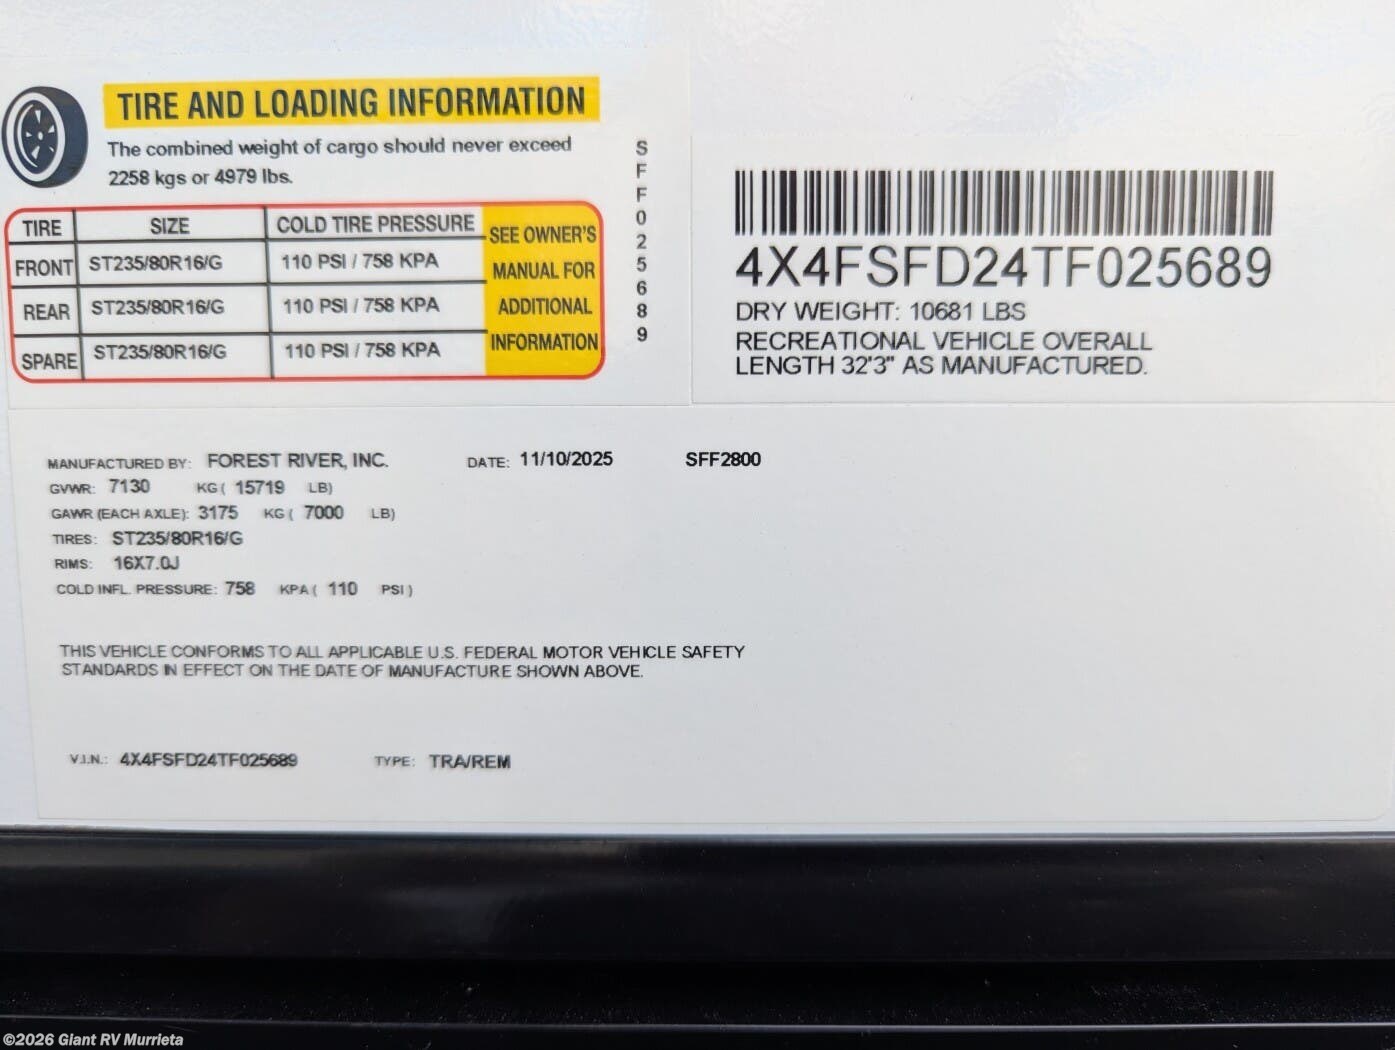 TIRE AND LOADING INFORMATION
The combined weight of cargo should never exceed
2258 kgs or 4979 lbs.
TIRE SIZE COLD TIRE PRESSURE SEE OWNER'S
FRONT ST235/80R16/G 110 PSI / 758 KPA MANUAL FOR
REAR ST235/80R16/G 110 PSI / 758 KPA ADDITIONAL
SPARE ST235/80R16/G 110 PSI / 758 KPA INFORMATION
SFF025689
4X4FSFD24TF025689
DRY WEIGHT: 10681 LBS
RECREATIONAL VEHICLE OVERALL
LENGTH 32'3" AS MANUFACTURED.
MANUFACTURED BY: FOREST RIVER, INC. DATE: 11/10/2025 SFF2800
GVWR: 7130 KG ( 15719 LB)
GAWR (EACH AXLE): 3175 KG ( 7000 LB)
TIRES: ST235/80R16/G
RIMS: 16X7.0J
COLD INFL. PRESSURE: 758 KPA ( 110 PSI )
THIS VEHICLE CONFORMS TO ALL APPLICABLE U.S. FEDERAL MOTOR VEHICLE SAFETY
STANDARDS IN EFFECT ON THE DATE OF MANUFACTURE SHOWN ABOVE.
V.I.N.: 4X4FSFD24TF025689 TYPE: TRA/REM
©2026 Giant RV Murrieta